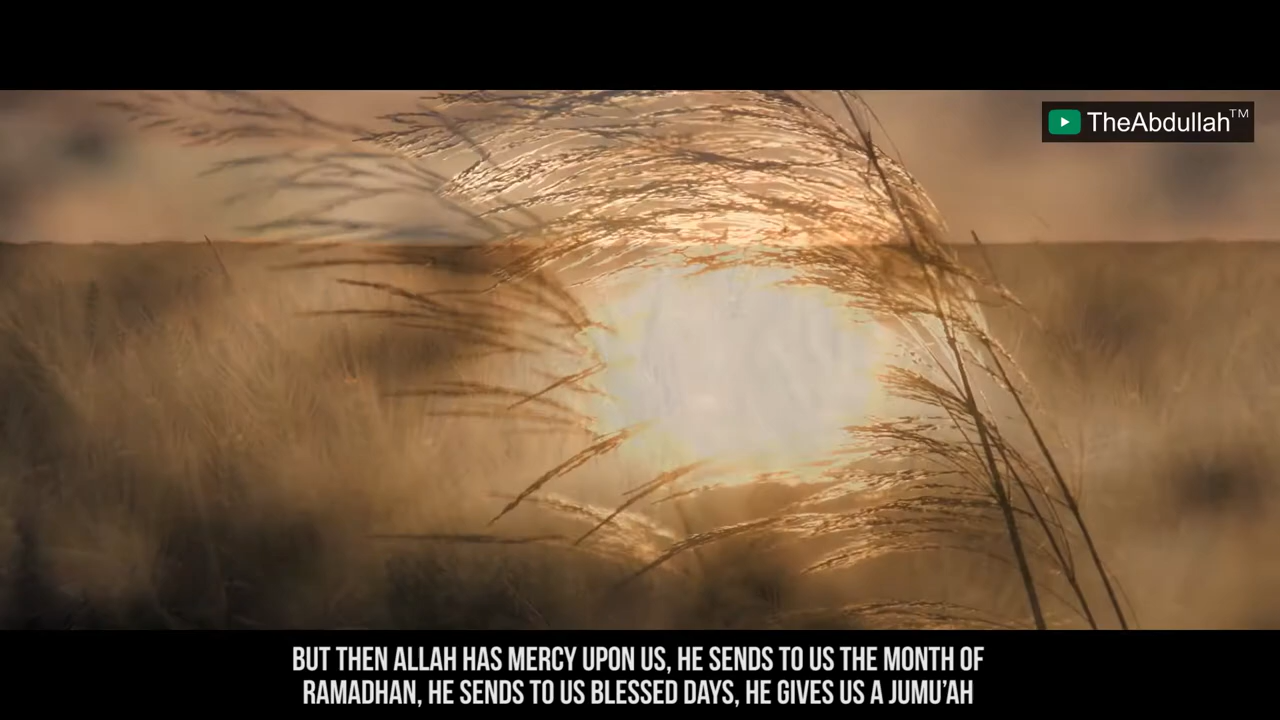 TheAbdullah™
BUT THEN ALLAH HAS MERCY UPON US, HE SENDS TO US THE MONTH OF
RAMADHAN, HE SENDS TO US BLESSED DAYS, HE GIVES US A JUMU’AH